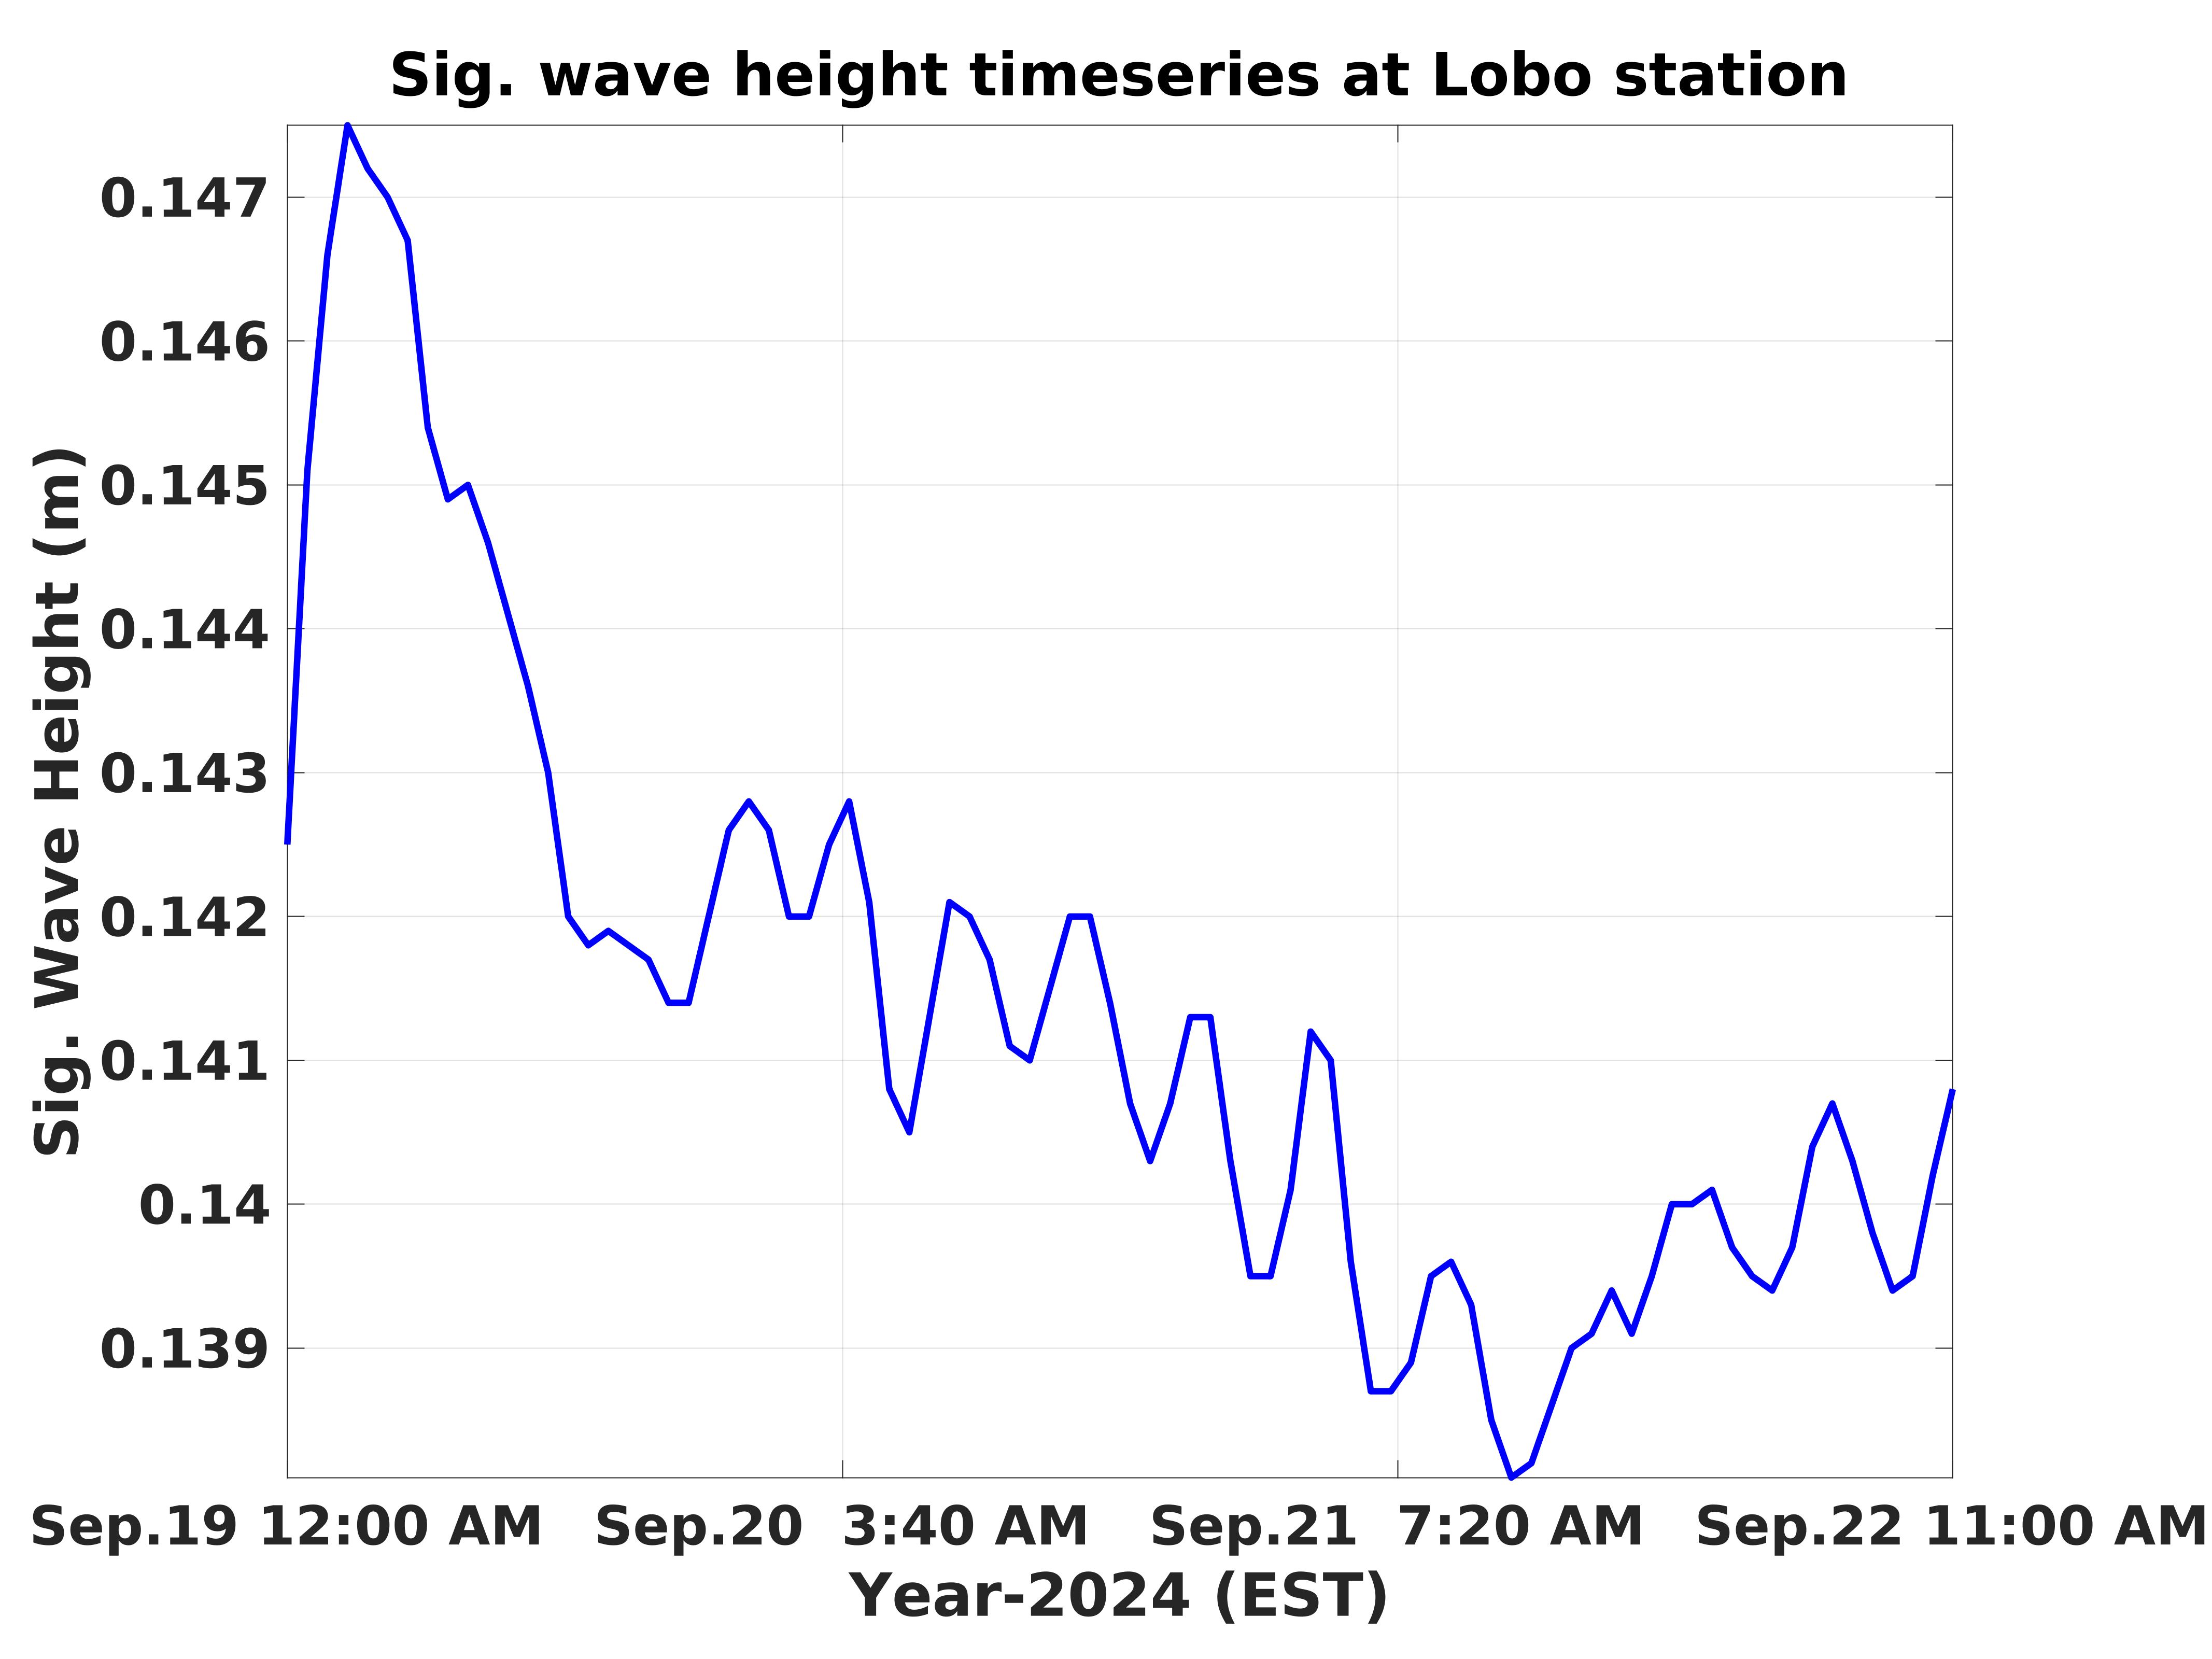 Sig. wave height timeseries at Lobo station
Sig. Wave Height (m)
0.147
0.146
0.145
0.144
0.143
0.142
0.141
0.14
0.139
Sep.19 12:00 AM Sep.20 3:40 AM Sep.21 7:20 AM Sep.22 11:00 AM
Year-2024 (EST)